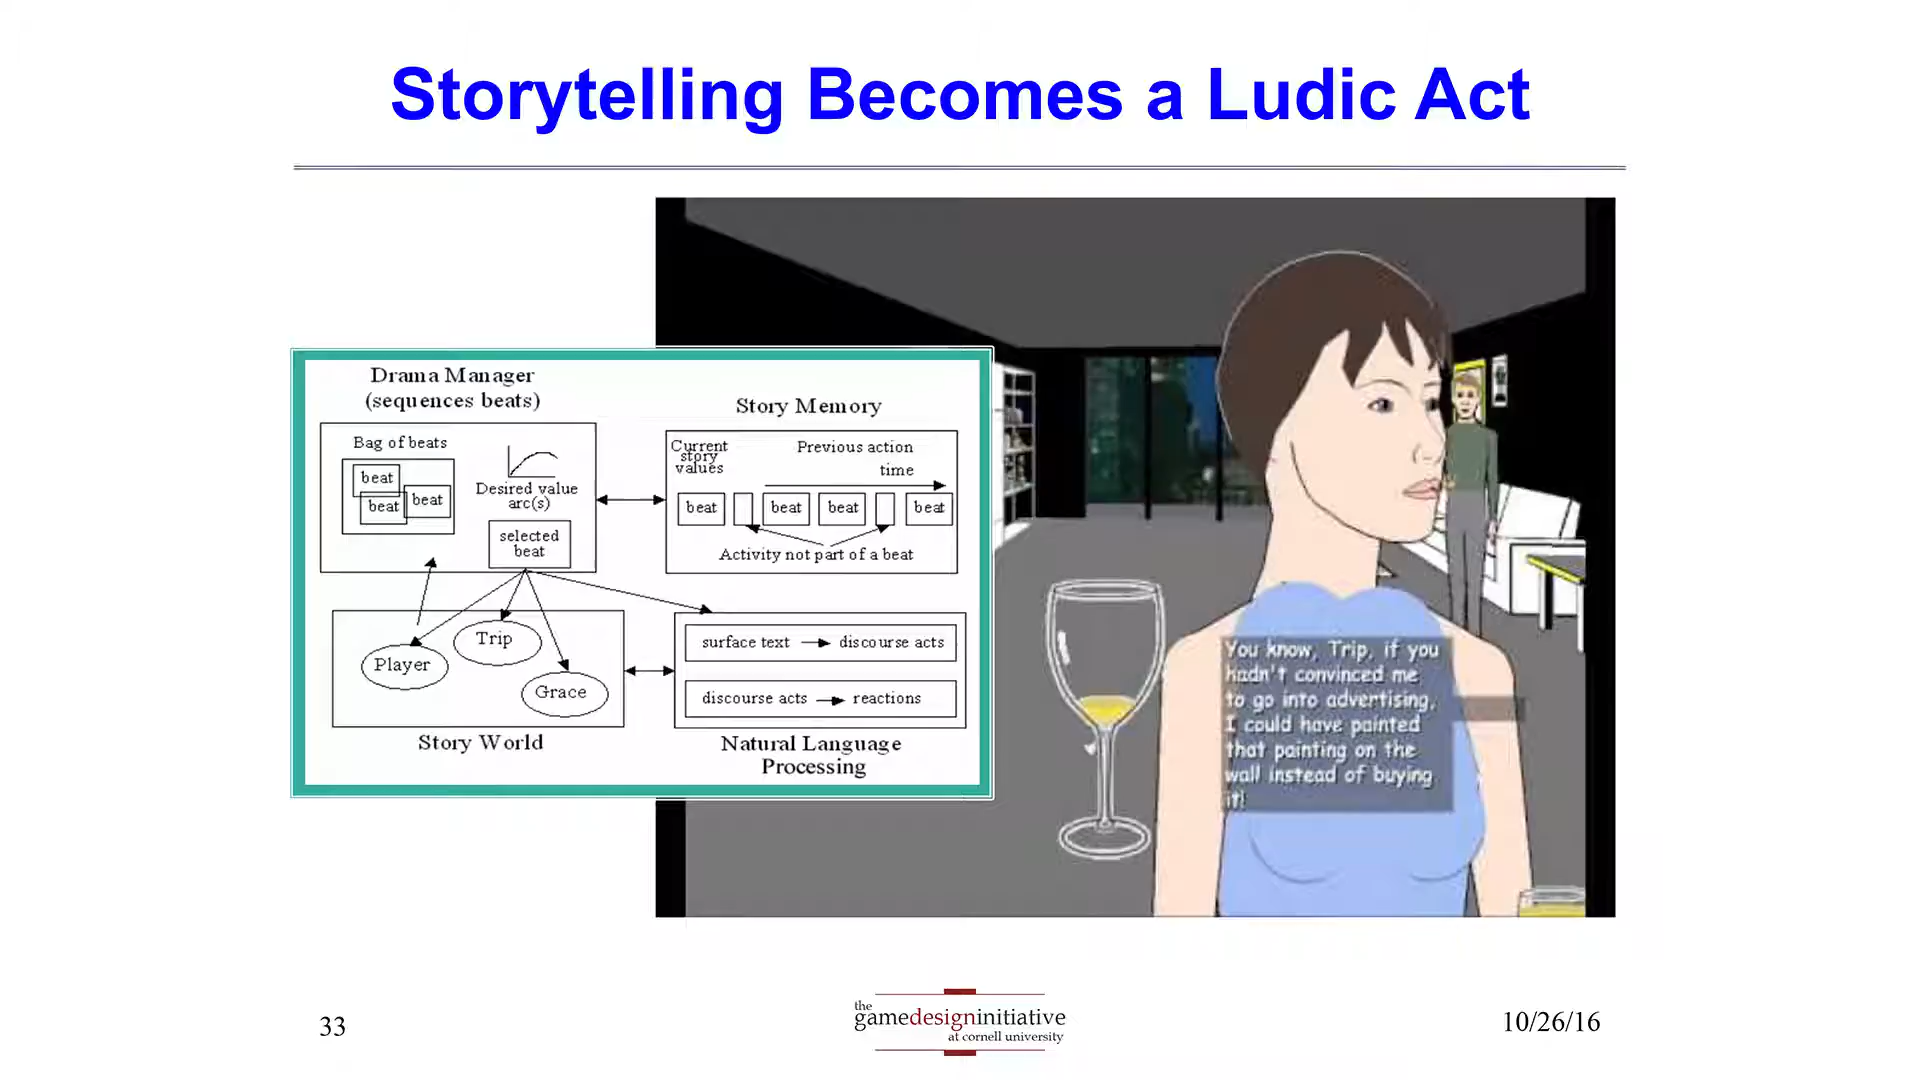 Storytelling Becomes a Ludic Act
Drama Manager
(sequences beats)
Bag of beats
beat
beat
beat
Desired value
arc(s)
selected
beat
Story Memory
Current
story
values
Previous action
time
beat
beat
beat
beat
Activity not part of a beat
Player
Trip
Grace
Story World
surface text
discourse acts
discourse acts
reactions
Natural Language
Processing
You know, Trip, if you
hadn't convinced me
to go into advertising,
I could have painted
that painting on the
wall instead of buying
it!
33
the
gamedesigninitiative
at cornell university
10/26/16